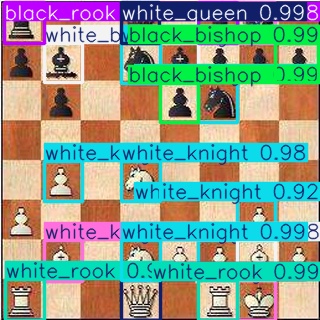 black_rook
white_queen 0.998
white_b
black_bishop 0.99
black_bishop 0.99
white_k
white_knight 0.98
white_knight 0.92
white_k
white_knight 0.998
white_rook 0.9
white_rook 0.99